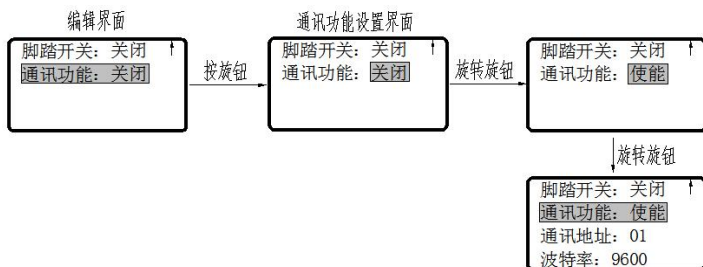 编辑界面
脚踏开关：关闭
通讯功能：关闭
按旋钮
通讯功能设置界面
脚踏开关：关闭
通讯功能：关闭
旋转旋钮
脚踏开关：关闭
通讯功能：使能
旋转旋钮
脚踏开关：关闭
通讯功能：使能
通讯地址：01
波特率：9600